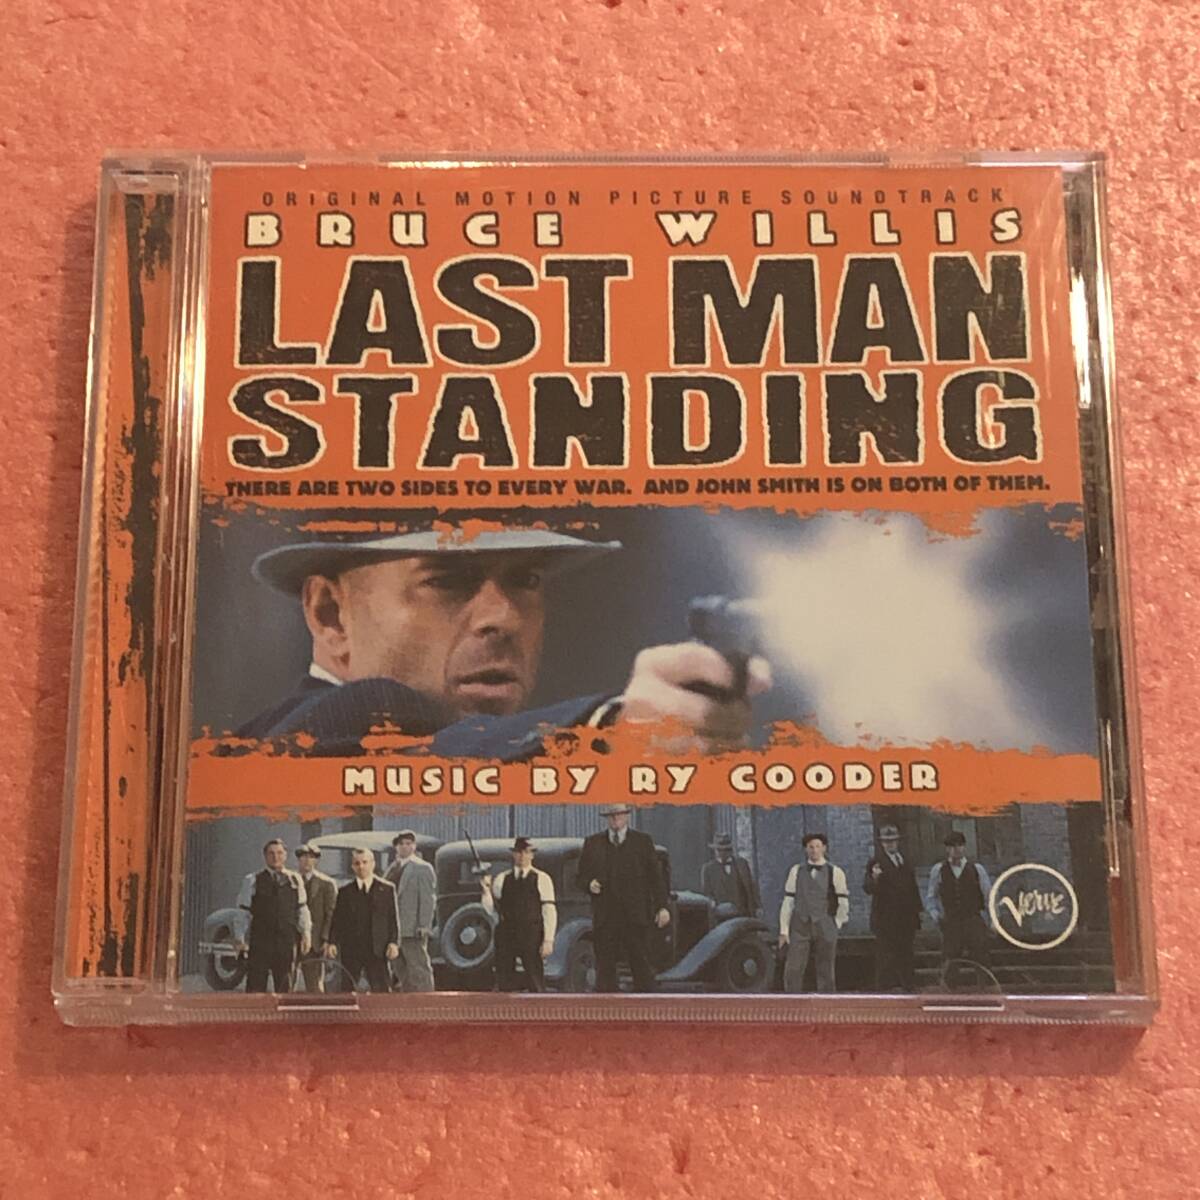 ORIGINAL MOTION PICTURE SOUNDTRACK
BRUCE WILLIS
LAST MAN
STANDING
THERE ARE TWO SIDES TO EVERY WAR. AND JOHN SMITH IS ON BOTH OF THEM.
MUSIC BY RY COODER
Verve